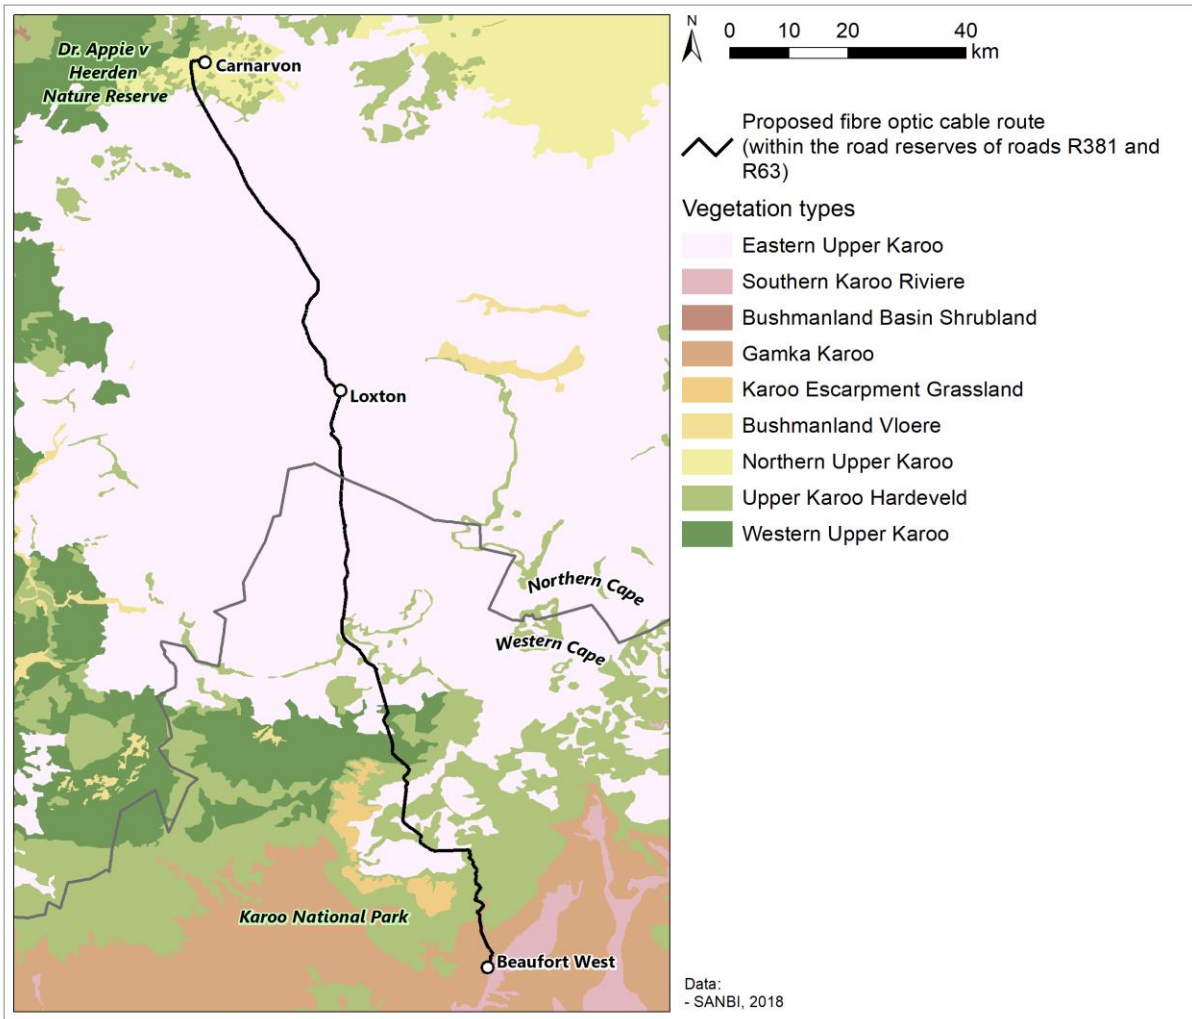 Dr. Appie v
Heerden
Nature Reserve
Carnarvon
Loxton
Northern Cape
Western Cape
Karoo National Park
Beaufort West
N
0 10 20 40
km
Proposed fibre optic cable route
(within the road reserves of roads R381 and
R63)
Vegetation types
Eastern Upper Karoo
Southern Karoo Riviere
Bushmanland Basin Shrubland
Gamka Karoo
Karoo Escarpment Grassland
Bushmanland Vloere
Northern Upper Karoo
Upper Karoo Hardeveld
Western Upper Karoo
Data:
- SANBI, 2018